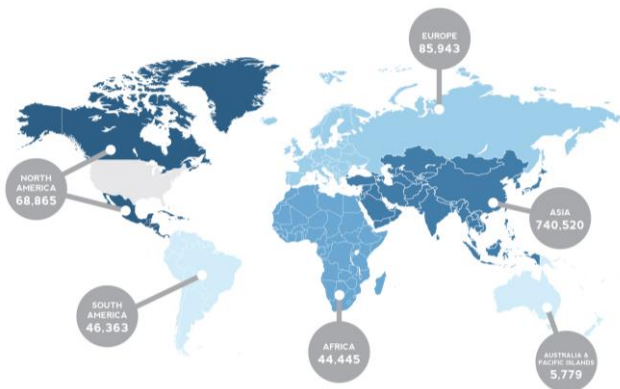 EUROPE
85,943
NORTH
AMERICA
68,865
ASIA
740,520
SOUTH
AMERICA
46,363
AFRICA
44,445
AUSTRALIA &
PACIFIC ISLANDS
5,779